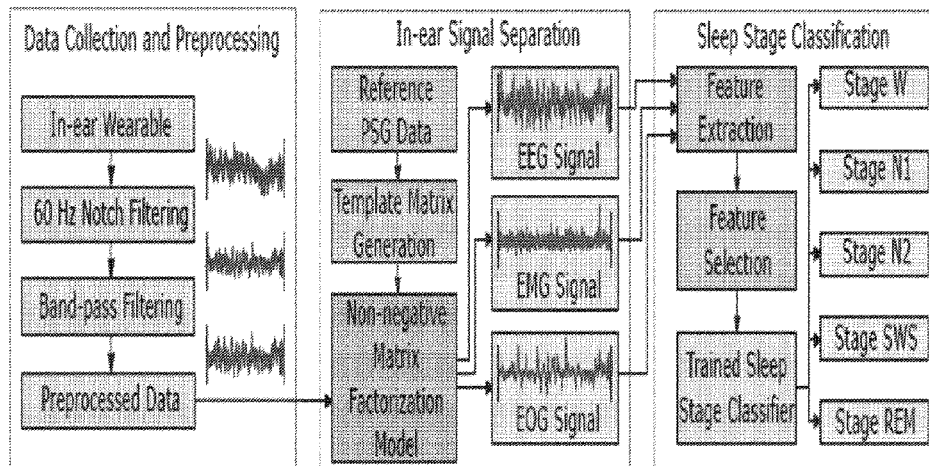 Data Collection and Preprocessing
In-ear Wearable
60 Hz Notch Filtering
Band-pass Filtering
Preprocessed Data
In-ear Signal Separation
Reference
PSG Data
Template Matrix
Generation
Non-negative
Matrix
Factorization
Model
EEG Signal
EMG Signal
EOG Signal
Sleep Stage Classification
Feature
Extraction
Feature
Selection
Trained Sleep
Stage Classifier
Stage W
Stage N1
Stage N2
Stage SWS
Stage REM